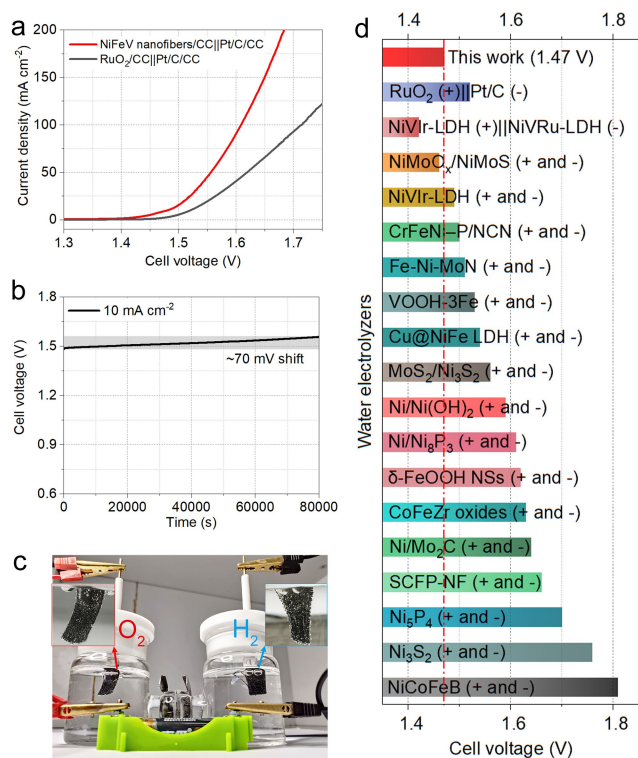 a
200
175
150
125
100
75
50
25
0
Current density (mA cm⁻²)
NiFeV nanofibers/CC||Pt/C/CC
RuO₂/CC||Pt/C/CC
1.3 1.4 1.5 1.6 1.7
Cell voltage (V)
b
1.8
1.5
1.2
0.9
0.6
Cell voltage (V)
10 mA cm⁻²
~70 mV shift
0 20000 40000 60000 80000
Time (s)
c
O₂
H₂
d
1.4 1.6 1.8
This work (1.47 V)
RuO₂ (+)||Pt/C (-)
NiVIr-LDH (+)||NiVRu-LDH (-)
NiMoCₓ/NiMoS (+ and -)
NiVIr-LDH (+ and -)
CrFeNi–P/NCN (+ and -)
Fe-Ni-MoN (+ and -)
VOOH-3Fe (+ and -)
Cu@NiFe LDH (+ and -)
MoS₂/Ni₃S₂ (+ and -)
Ni/Ni(OH)₂ (+ and -)
Ni/Ni₈P₃ (+ and -)
δ-FeOOH NSs (+ and -)
CoFeZr oxides (+ and -)
Ni/Mo₂C (+ and -)
SCFP-NF (+ and -)
Ni₅P₄ (+ and -)
Ni₃S₂ (+ and -)
NiCoFeB (+ and -)
Water electrolyzers
1.4 1.6 1.8
Cell voltage (V)